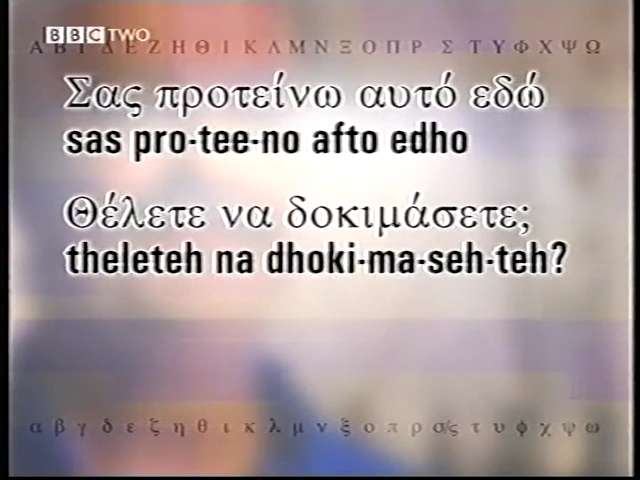 BBC TWO
Α Β Γ Δ Ε Ζ Η Θ Ι Κ Λ Μ Ν Ξ Ο Π Ρ Σ Τ Υ Φ Χ Ψ Ω
Σας προτείνω αυτό εδώ
sas pro-tee-no afto edho
Θέλετε να δοκιμάσετε;
theleteh na dhoki-ma-seh-teh?
α β γ δ ε ζ η θ ι κ λ μ ν ξ ο π ρ σ/ς τ υ φ χ ψ ω